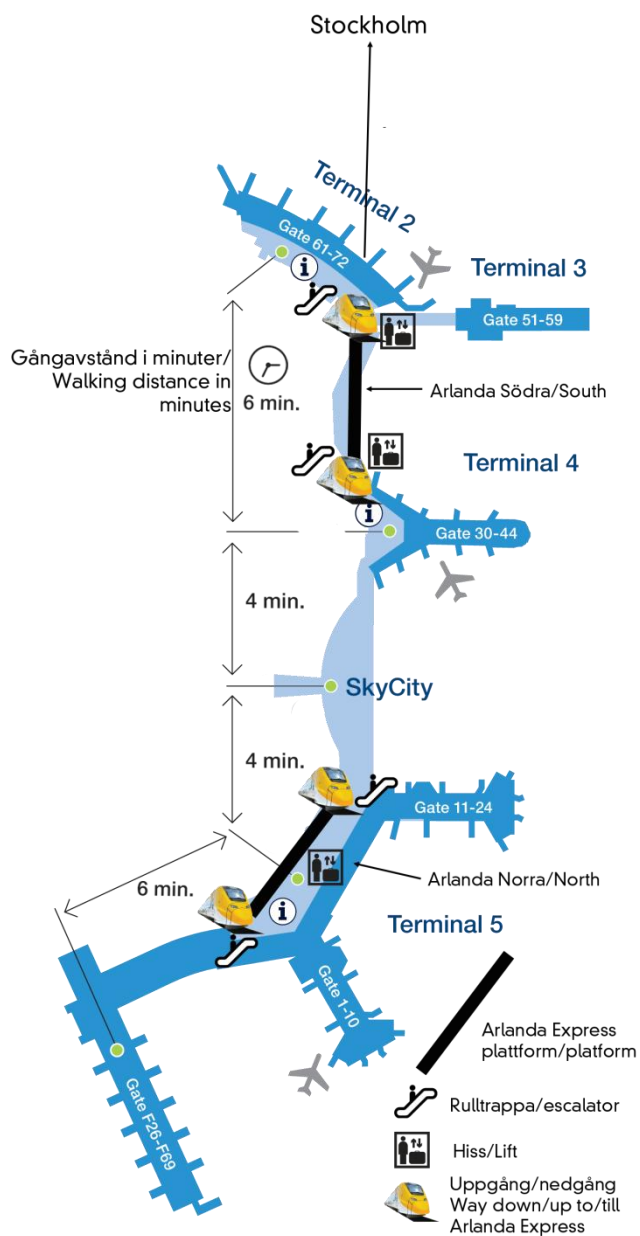 Stockholm
Terminal 2
Gate 61-72
i
Terminal 3
Gate 51-59
Gångavstånd i minuter/
Walking distance in
minutes
6 min.
Arlanda Södra/South
Terminal 4
i
Gate 30-44
4 min.
SkyCity
4 min.
Gate 11-24
6 min.
Arlanda Norra/North
i
Terminal 5
Gate 1-10
Gate F26-F69
Arlanda Express
plattform/platform
Rulltrappa/escalator
Hiss/Lift
Uppgång/nedgång
Way down/up to/till
Arlanda Express